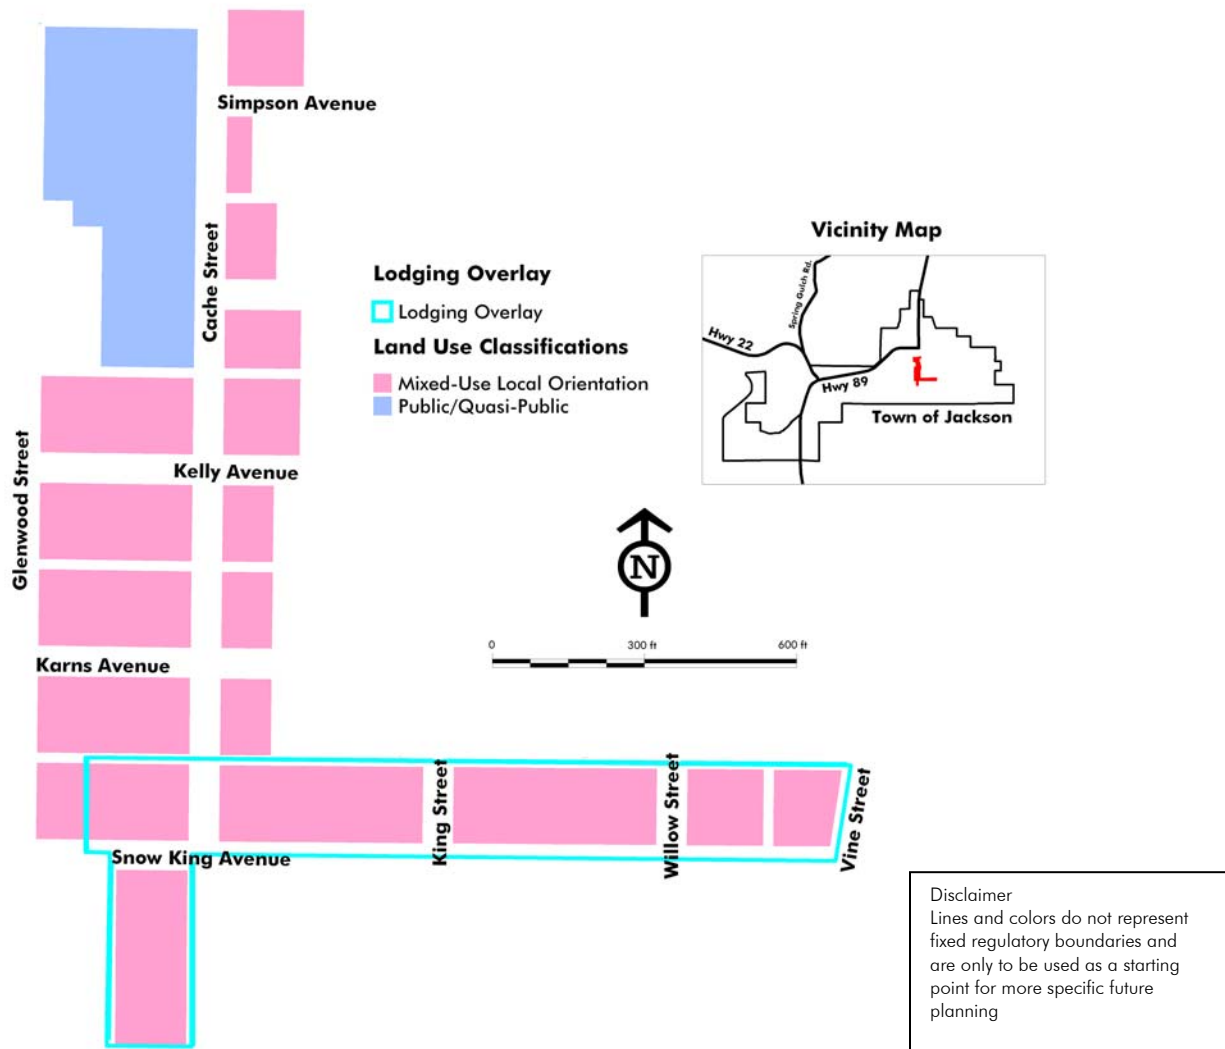 Simpson Avenue
Cache Street
Vicinity Map
Lodging Overlay
Lodging Overlay
Land Use Classifications
Mixed-Use Local Orientation
Public/Quasi-Public
Spring Gulch Rd.
Hwy 22
Hwy 89
Town of Jackson
Glenwood Street
Kelly Avenue
N
0 300 ft 600 ft
Karns Avenue
King Street
Willow Street
Vine Street
Snow King Avenue
Disclaimer
Lines and colors do not represent
fixed regulatory boundaries and
are only to be used as a starting
point for more specific future
planning